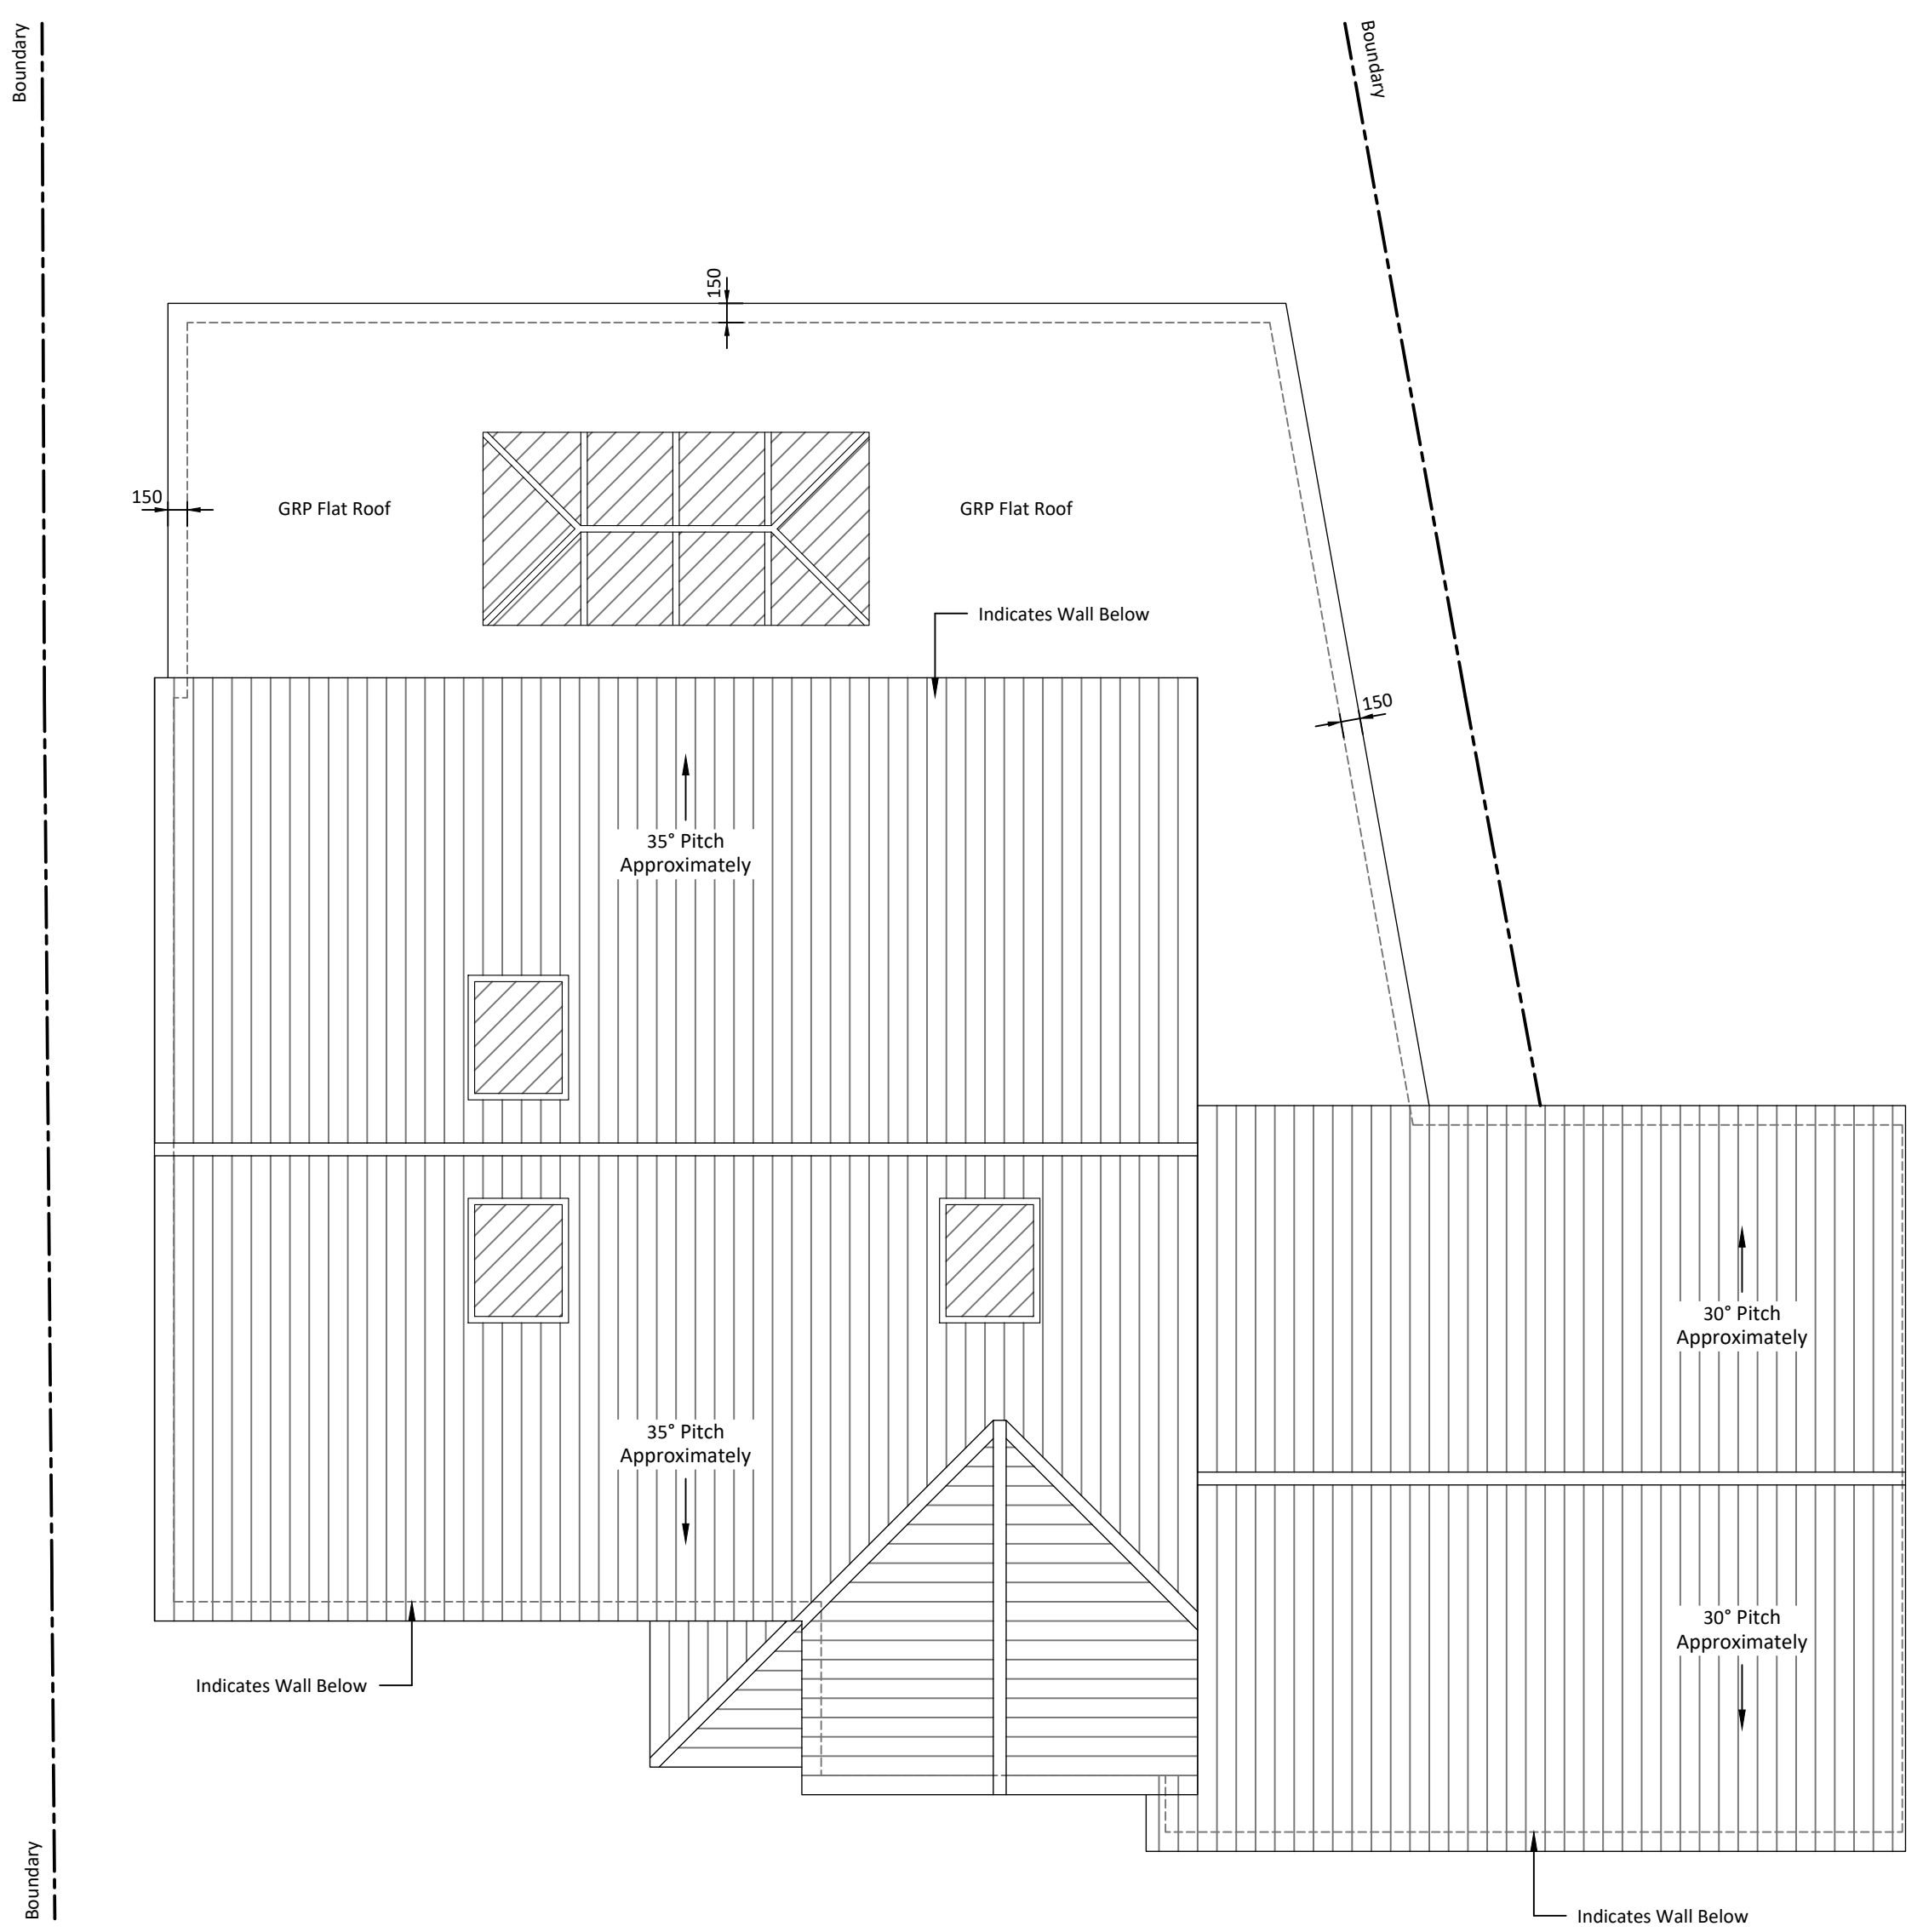 Boundary
Boundary
150
150
GRP Flat Roof
GRP Flat Roof
Indicates Wall Below
150
35° Pitch
Approximately
30° Pitch
Approximately
35° Pitch
Approximately
30° Pitch
Approximately
Indicates Wall Below
Boundary
Indicates Wall Below